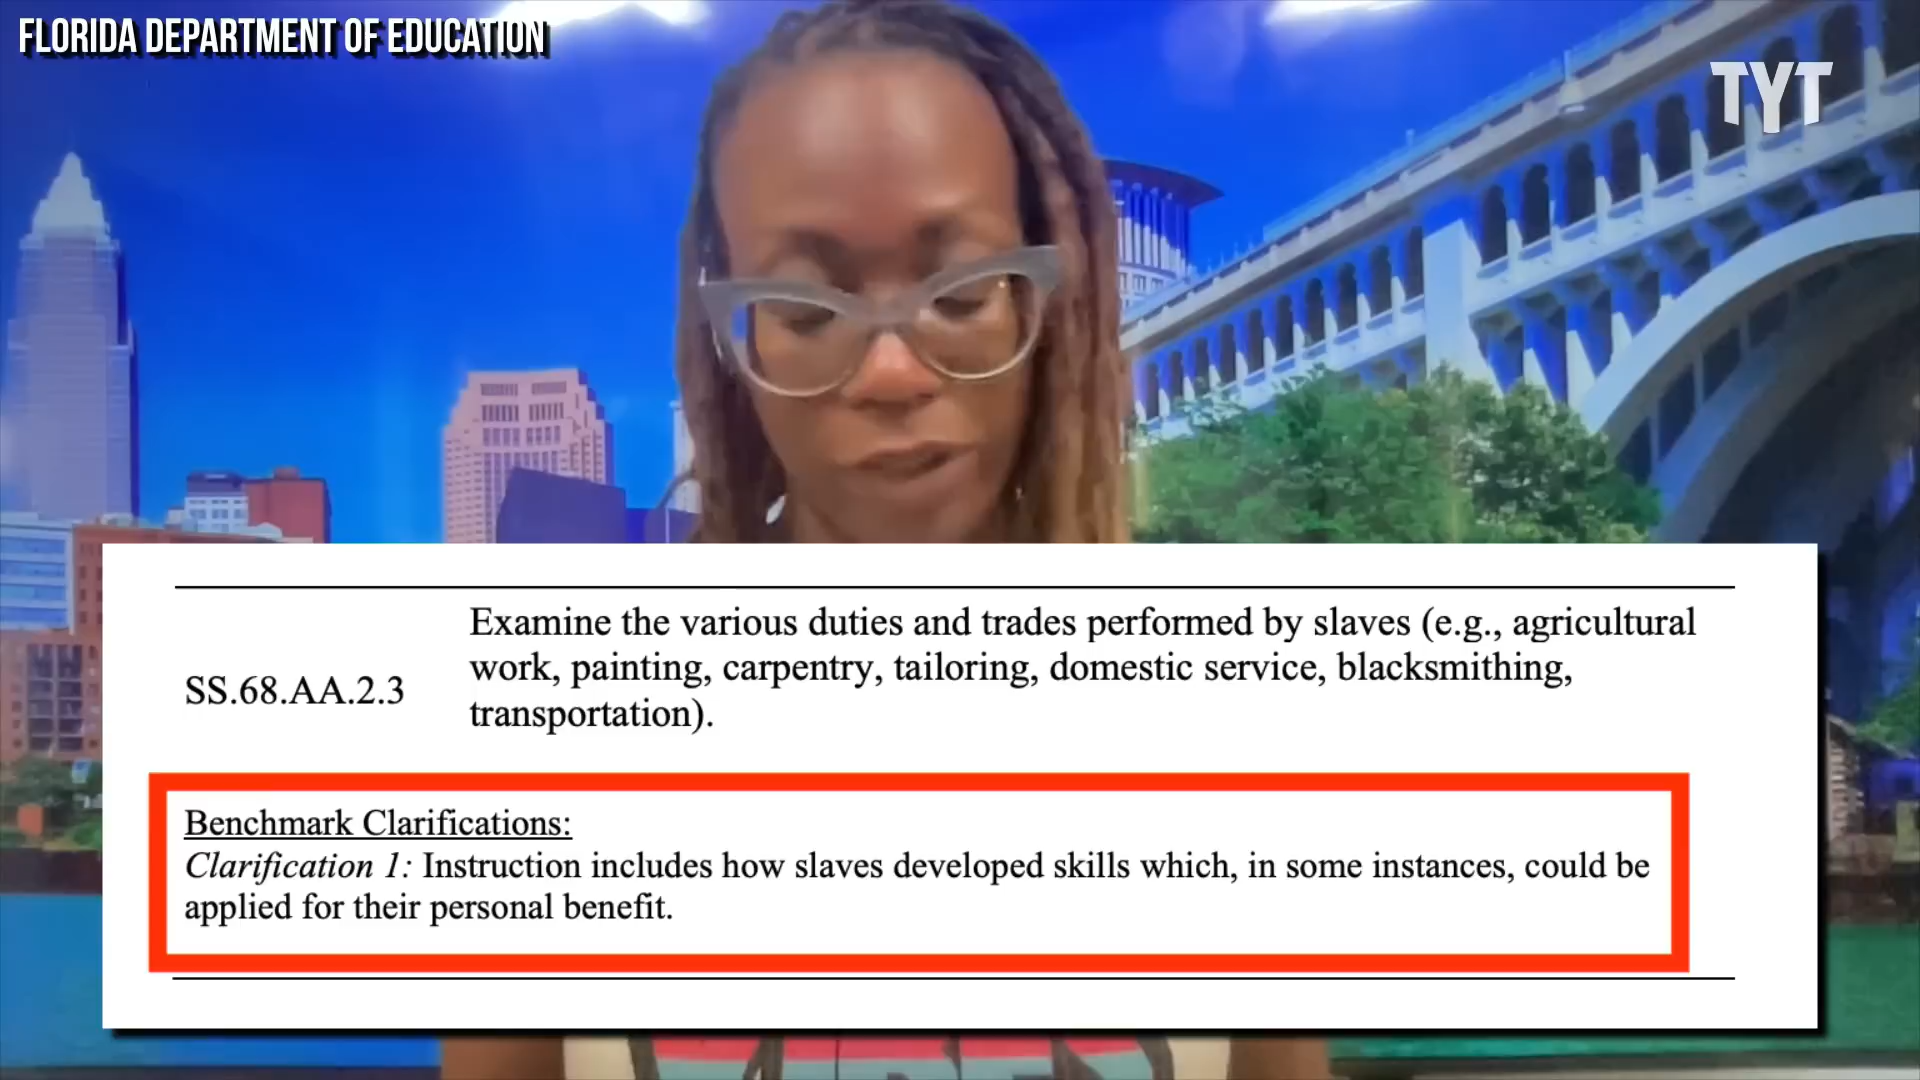 FLORIDA DEPARTMENT OF EDUCATION
TYT
Examine the various duties and trades performed by slaves (e.g., agricultural
work, painting, carpentry, tailoring, domestic service, blacksmithing,
transportation).
SS.68.AA.2.3
Benchmark Clarifications:
Clarification 1: Instruction includes how slaves developed skills which, in some instances, could be
applied for their personal benefit.